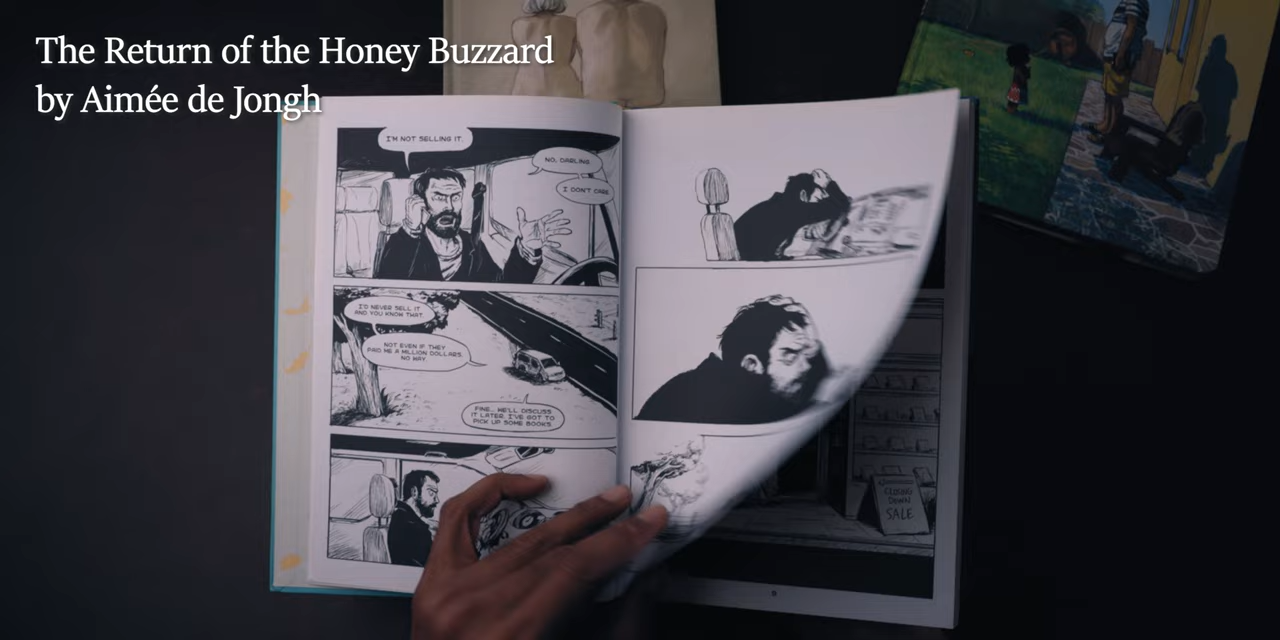 The Return of the Honey Buzzard
by Aimée de Jongh
I'M NOT SELLING IT.
NO, DARLING.
I DON'T CARE.
I'D NEVER SELL IT
AND YOU KNOW THAT.
NOT EVEN IF THEY
PAID ME A MILLION DOLLARS.
NO WAY.
FINE... WE'LL DISCUSS
IT LATER. I'VE GOT TO
PICK UP SOME BOOKS.
CLOSING
DOWN
SALE